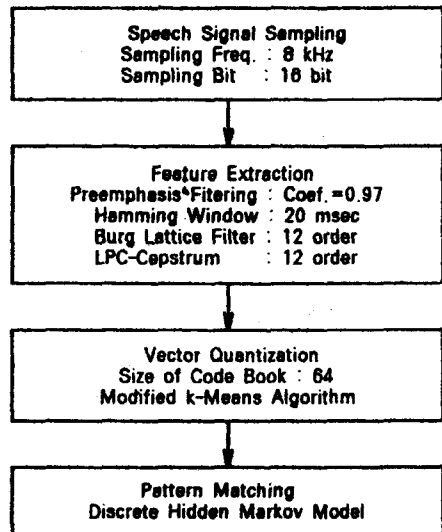 Speech Signal Sampling
Sampling Freq. : 8 kHz
Sampling Bit : 16 bit
Feature Extraction
Preemphasis Fitering : Coef.=0.97
Hamming Window : 20 msec
Burg Lattice Filter : 12 order
LPC-Cepstrum : 12 order
Vector Quantization
Size of Code Book : 64
Modified k-Means Algorithm
Pattern Matching
Discrete Hidden Markov Model